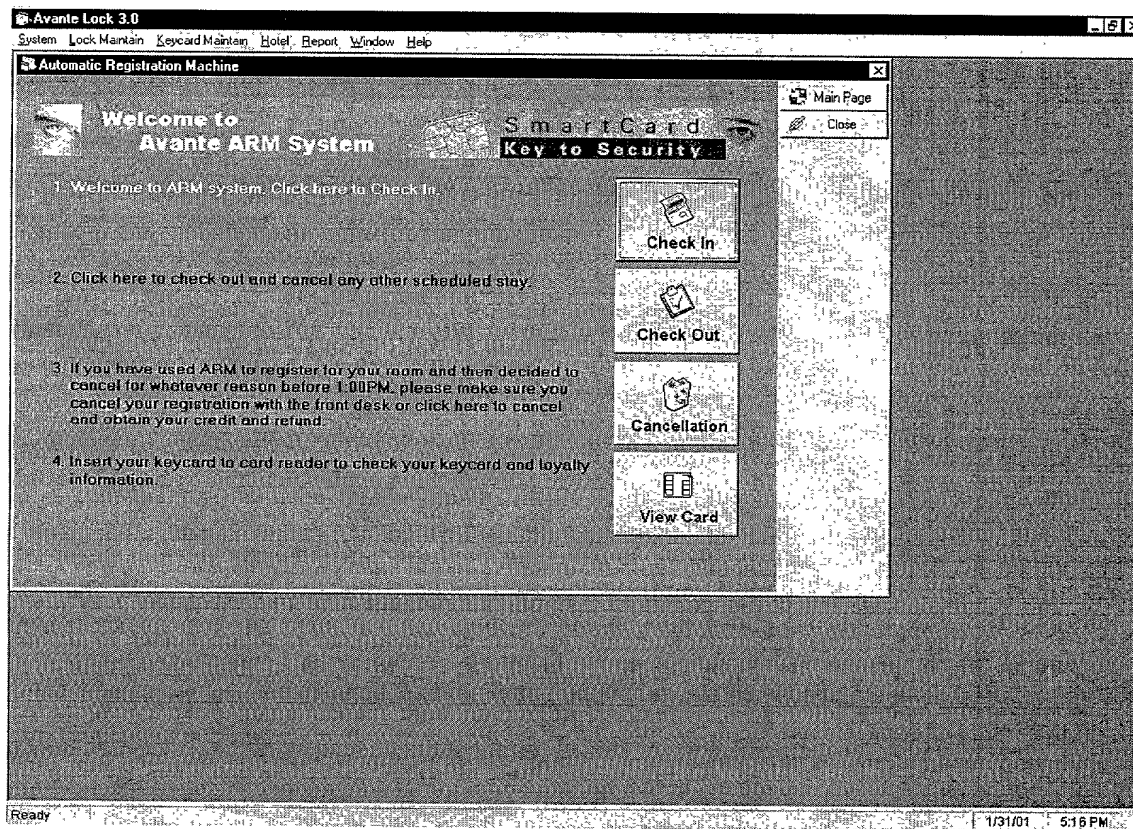 Avante Lock 3.0
System Lock Maintain Keycard Maintain Hotel Report Window Help
Automatic Registration Machine
Main Page
Close
Welcome to
Avante ARM System
SmartCard
Key to Security
1. Welcome to ARM system. Click here to Check In.
Check In
2. Click here to check out and cancel any other scheduled stay.
Check Out
3. If you have used ARM to register for your room and then decided to
cancel for whatever reason before 1:00PM, please make sure you
cancel your registration with the front desk or click here to cancel
and obtain your credit and refund.
Cancellation
4. Insert your keycard to card reader to check your keycard and loyally
information.
View Card
Ready
1/31/01 5:16 PM